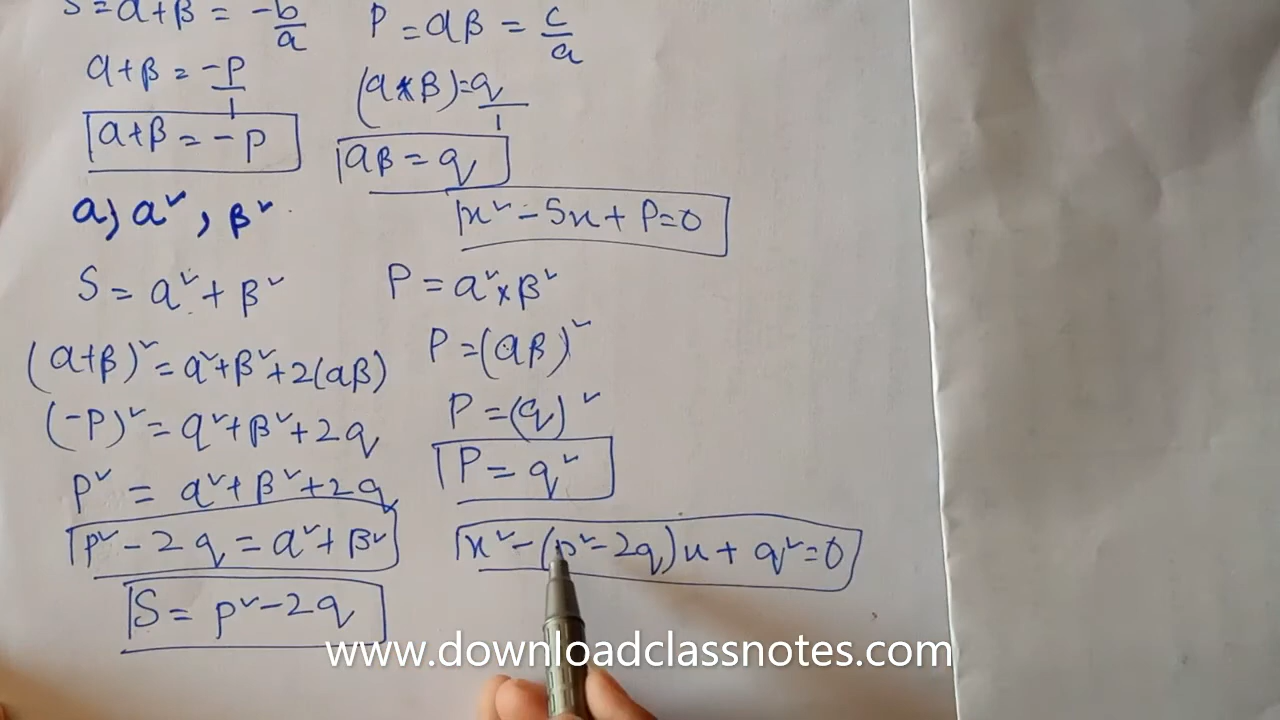 S = α+β = -b/a
P = αβ = c/a
α+β = -p/1
(α×β) = q/1
α+β = -p
αβ = q
x² - Sx + P = 0
a) α², β²
S = α² + β²
P = α² × β²
(α+β)² = α²+β²+2(αβ)
P = (αβ)²
(-P)² = α²+β²+2q
P = (q)²
P² = α²+β²+2q
P = q²
p² - 2q = α²+β²
x² - (p²-2q)x + q² = 0
S = p² - 2q
www.downloadclassnotes.com